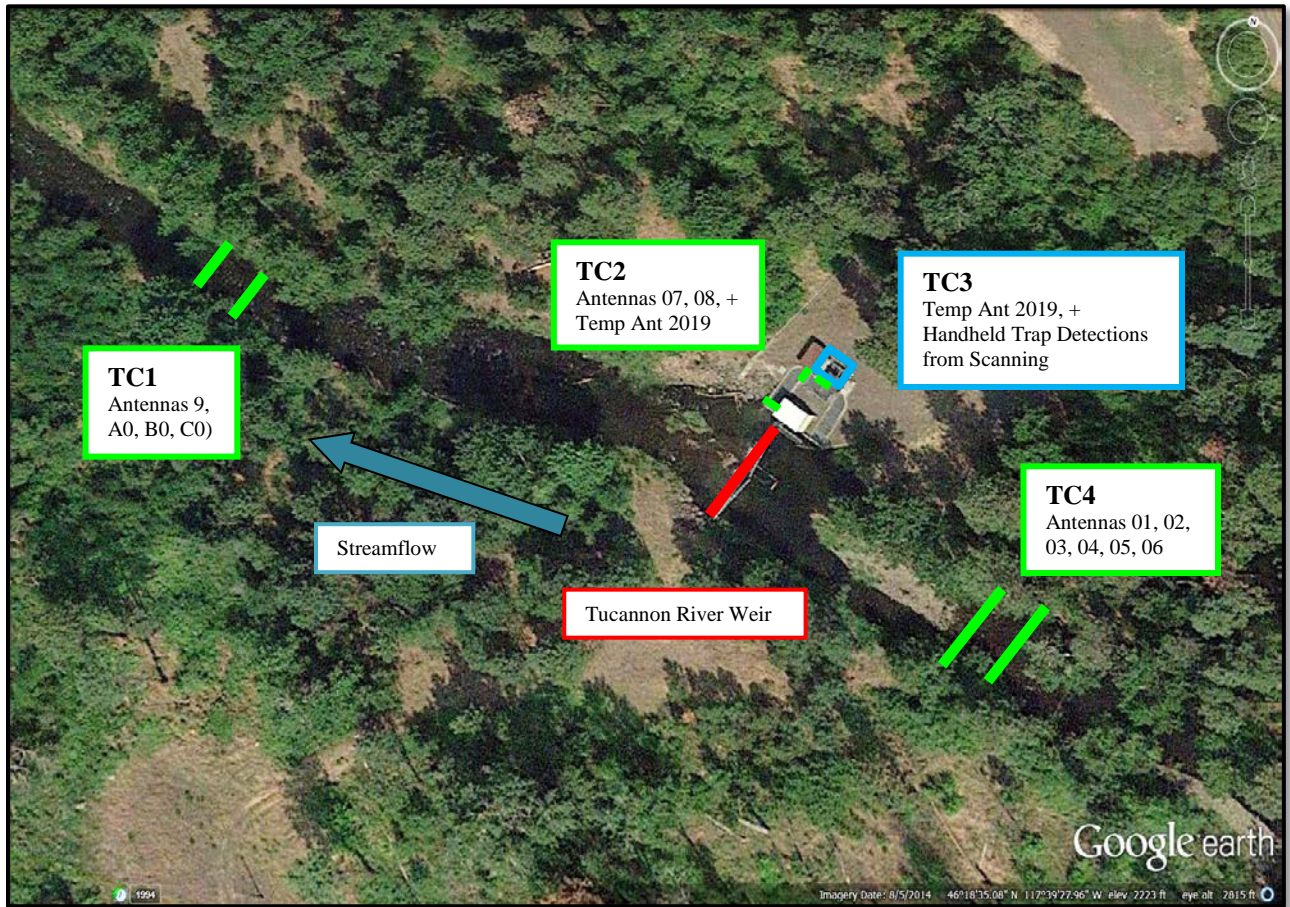 N
TC2
Antennas 07, 08, +
Temp Ant 2019
TC3
Temp Ant 2019, +
Handheld Trap Detections
from Scanning
TC1
Antennas 9,
A0, B0, C0)
TC4
Antennas 01, 02,
03, 04, 05, 06
Streamflow
Tucannon River Weir
Google earth
1994
Imagery Date: 8/5/2014 46°18'35.08" N 117°39'27.96" W elev 2223 ft eye alt 2815 ft